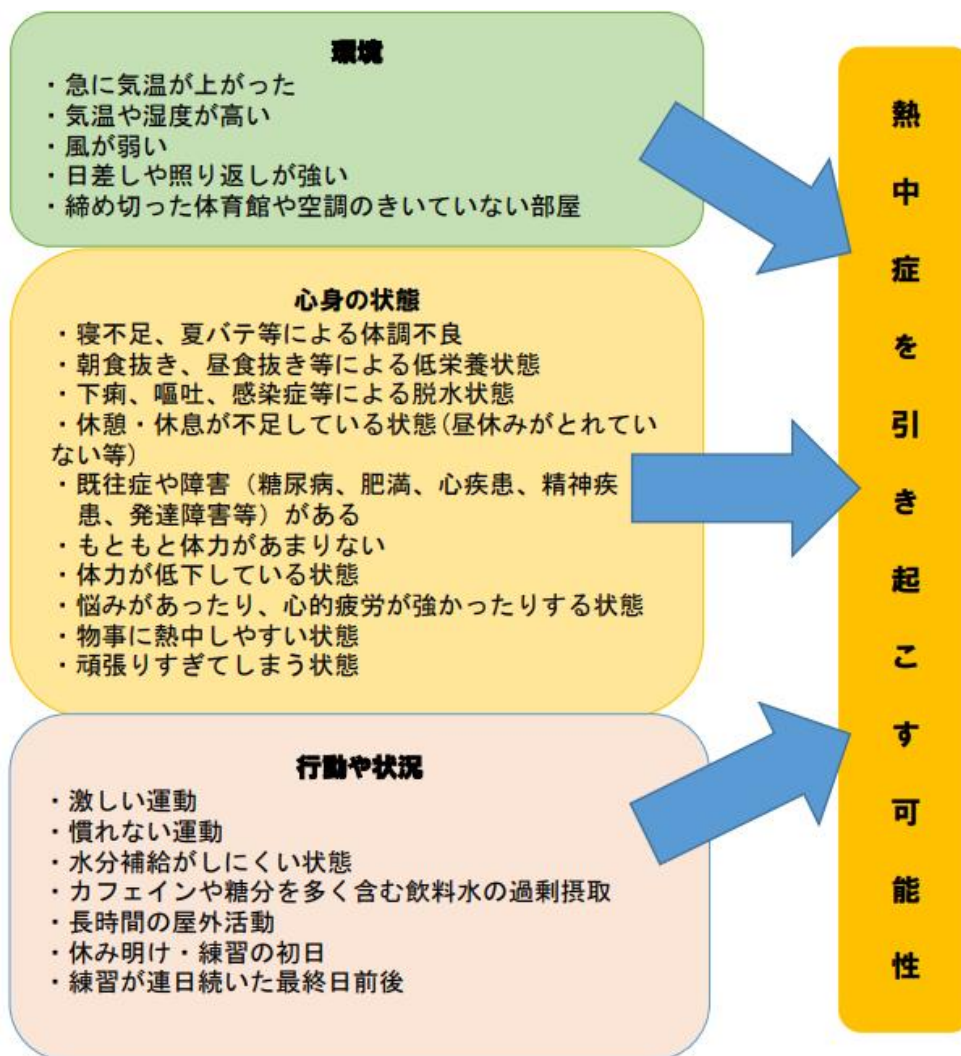 環境
・急に気温が上がった
・気温や湿度が高い
・風が弱い
・日差しや照り返しが強い
・締め切った体育館や空調のきいていない部屋
心身の状態
・寝不足、夏バテ等による体調不良
・朝食抜き、昼食抜き等による低栄養状態
・下痢、嘔吐、感染症等による脱水状態
・休憩・休息が不足している状態(昼休みがとれてい
ない等)
・既往症や障害（糖尿病、肥満、心疾患、精神疾
患、発達障害等）がある
・もともと体力があまりない
・体力が低下している状態
・悩みがあったり、心的疲労が強かったりする状態
・物事に熱中しやすい状態
・頑張りすぎてしまう状態
行動や状況
・激しい運動
・慣れない運動
・水分補給がしにくい状態
・カフェインや糖分を多く含む飲料水の過剰摂取
・長時間の屋外活動
・休み明け・練習の初日
・練習が連日続いた最終日前後
熱中症を引き起こす可能性